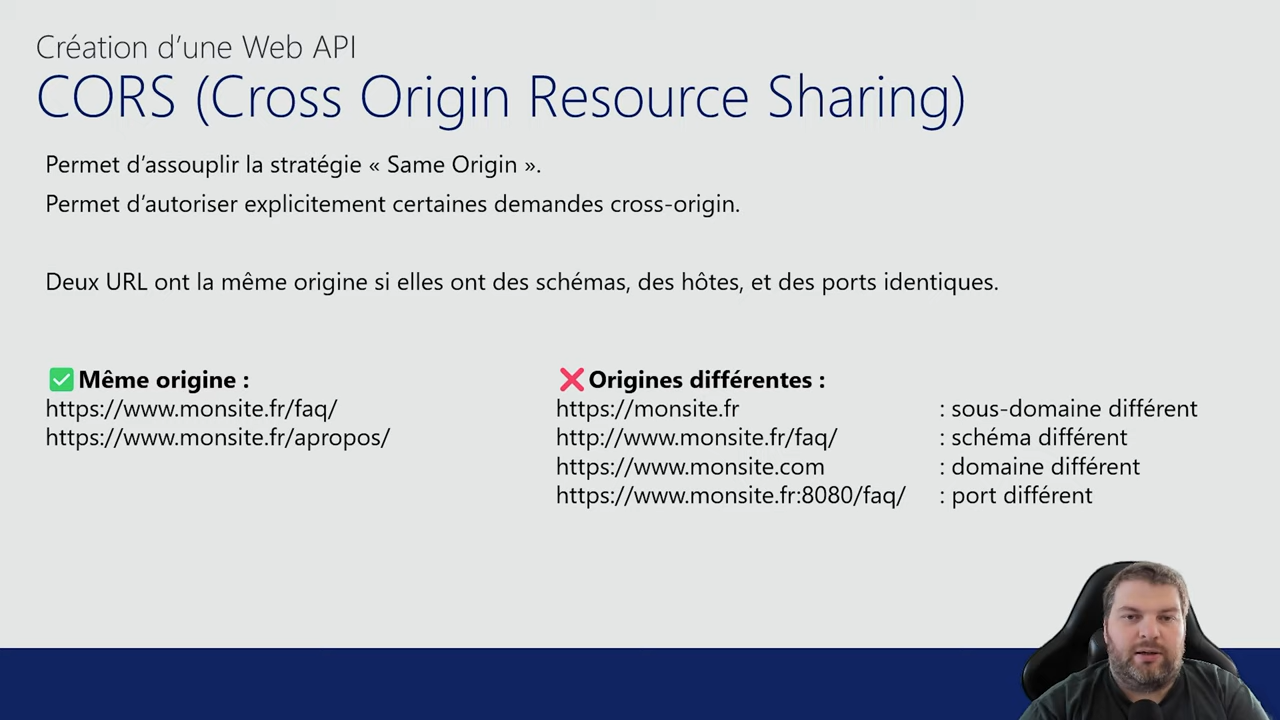 Création d’une Web API
CORS (Cross Origin Resource Sharing)
Permet d’assouplir la stratégie « Same Origin ».
Permet d’autoriser explicitement certaines demandes cross-origin.
Deux URL ont la même origine si elles ont des schémas, des hôtes, et des ports identiques.
✅ Même origine :
https://www.monsite.fr/faq/
https://www.monsite.fr/apropos/
❌ Origines différentes :
https://monsite.fr : sous-domaine différent
http://www.monsite.fr/faq/ : schéma différent
https://www.monsite.com : domaine différent
https://www.monsite.fr:8080/faq/ : port différent